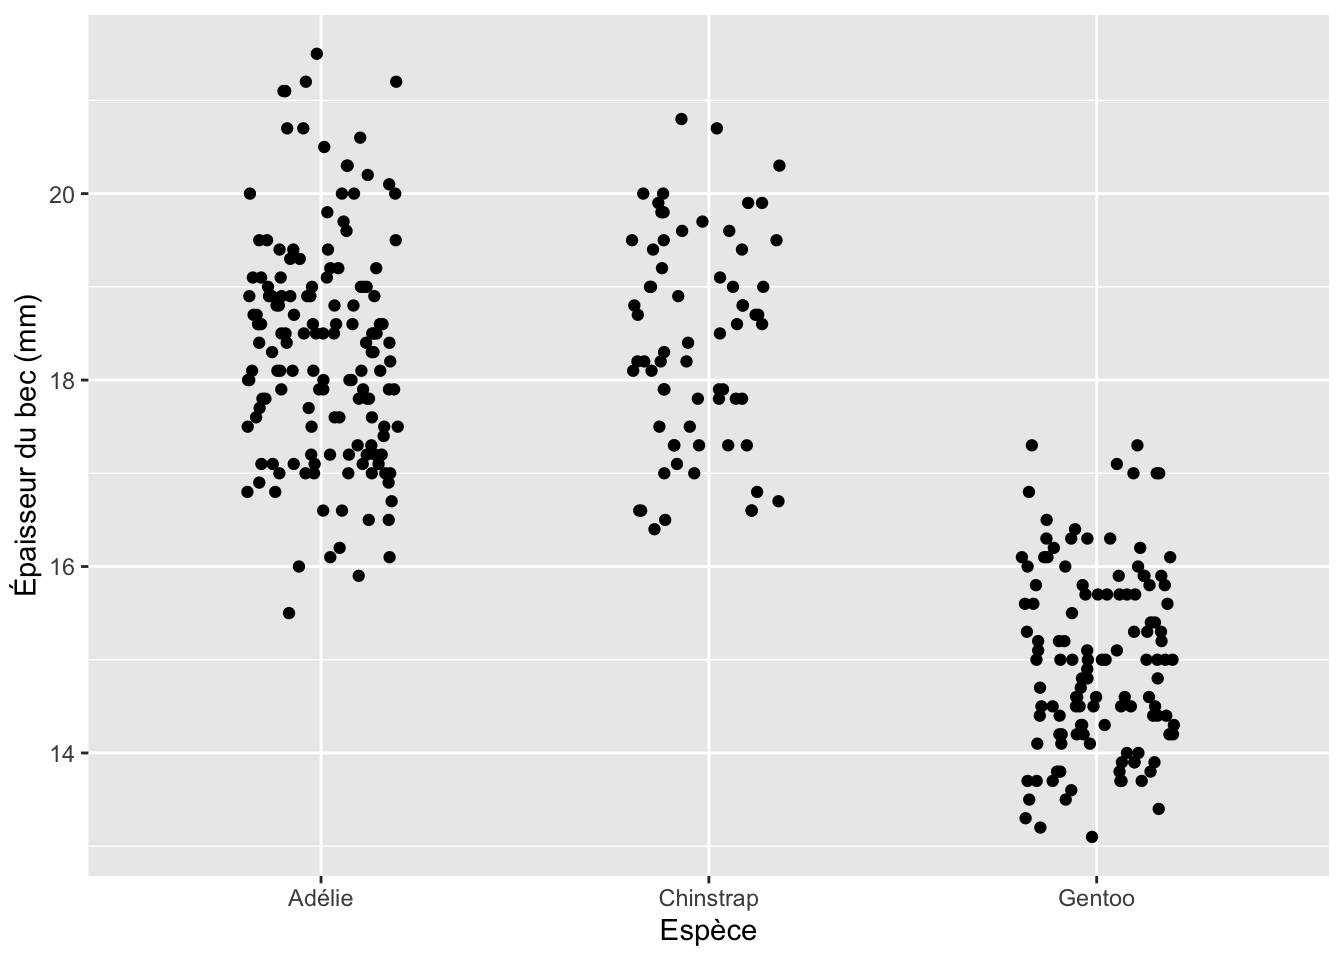 Épaisseur du bec (mm)
20
18
16
14
Adélie
Chinstrap
Gentoo
Espèce